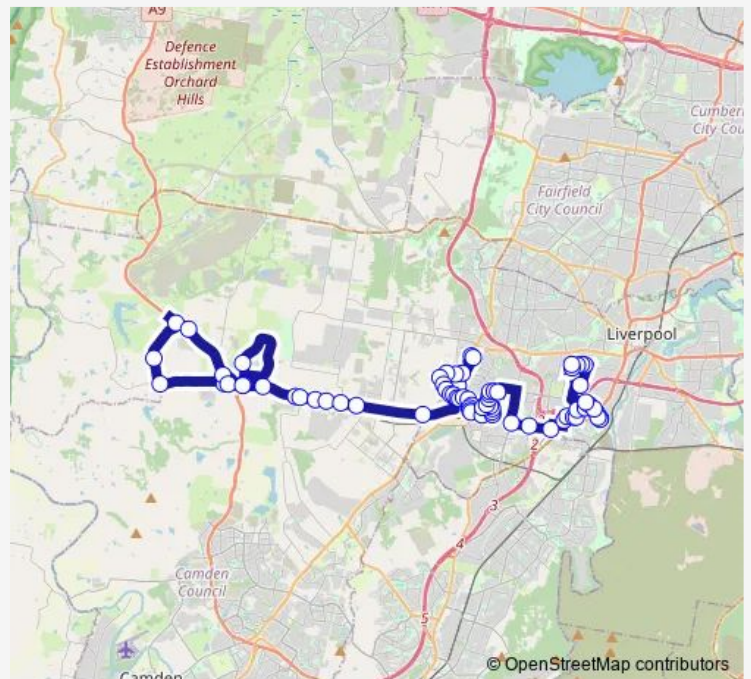 A9
Defence
Establishment
Orchard
Hills
Cumber
City Cou
Fairfield
City Council
Liverpool
2
3
4
Camden
Council
5
Camden
© OpenStreetMap contributors